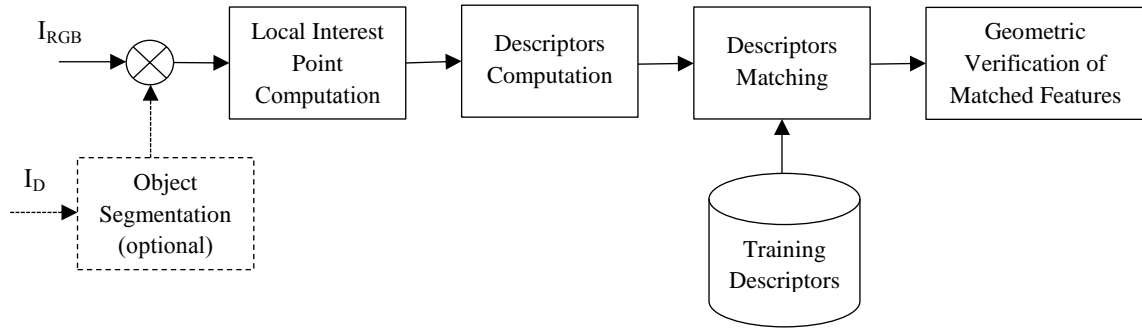 I_RGB
Local Interest
Point
Computation
Descriptors
Computation
Descriptors
Matching
Geometric
Verification of
Matched Features
I_D
Object
Segmentation
(optional)
Training
Descriptors